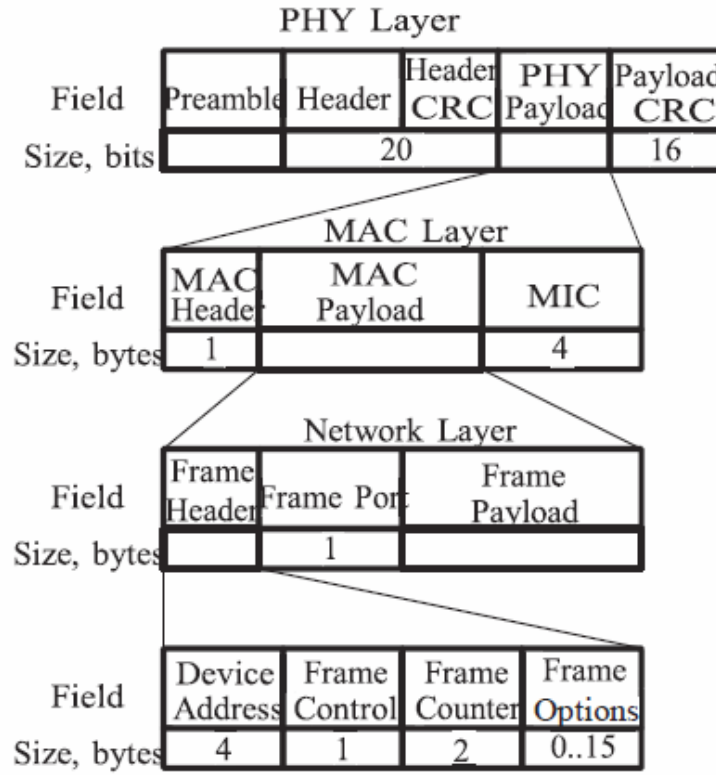 PHY Layer
Field Preamble Header Header CRC PHY Payload Payload CRC
Size, bits 20 16
MAC Layer
Field MAC Header MAC Payload MIC
Size, bytes 1 4
Network Layer
Field Frame Header Frame Port Frame Payload
Size, bytes 1
Field Device Address Frame Control Frame Counter Frame Options
Size, bytes 4 1 2 0..15